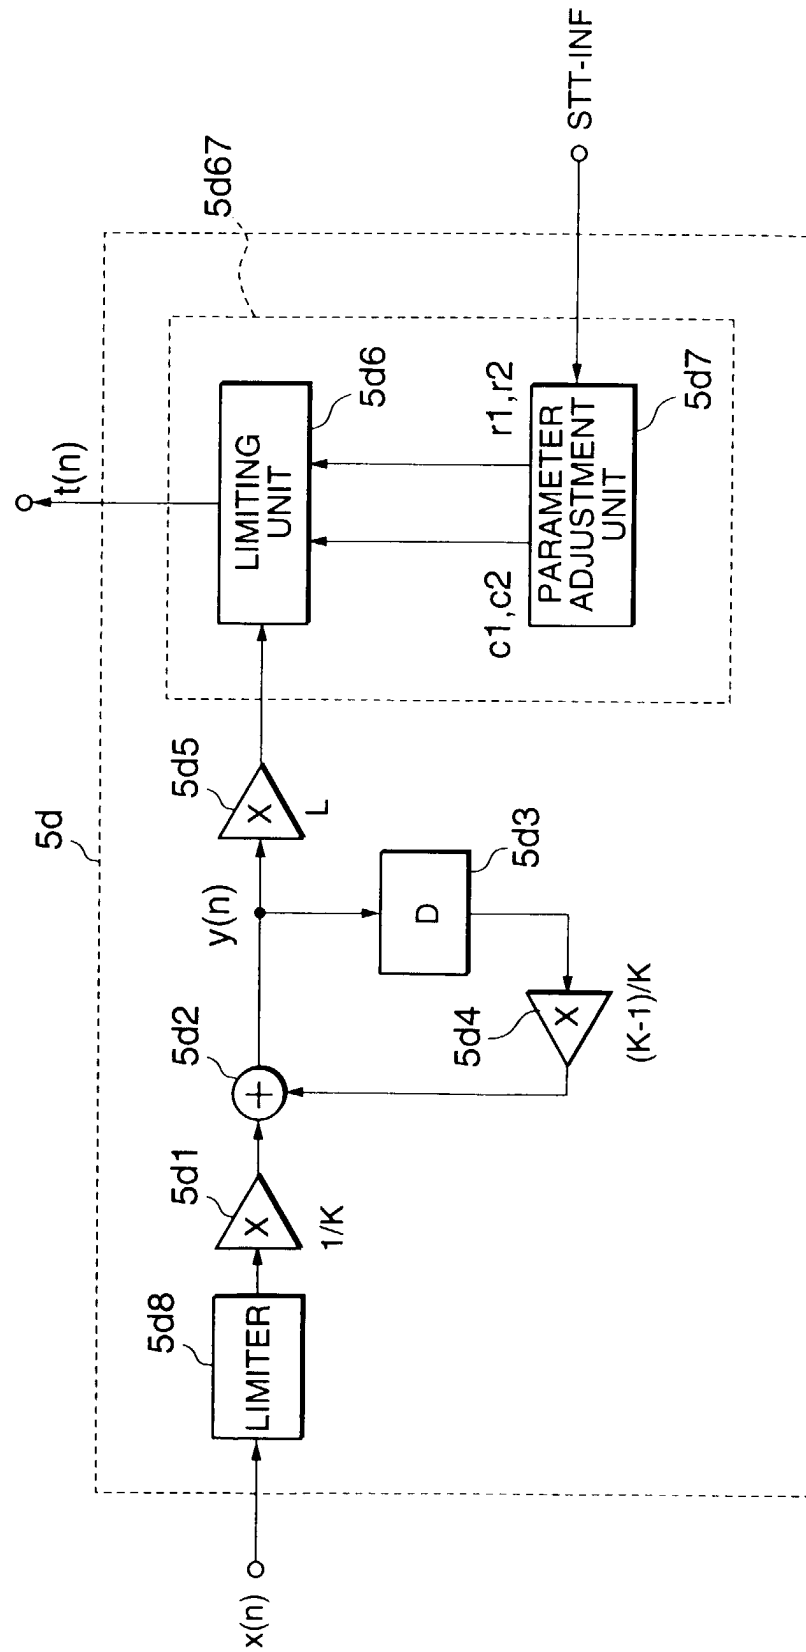 5d
x(n)
5d8
LIMITER
5d1
X
1/K
5d2
+
y(n)
5d3
D
5d4
X
(K-1)/K
5d5
X
L
t(n)
5d67
5d6
LIMITING
UNIT
c1,c2
r1,r2
PARAMETER
ADJUSTMENT
UNIT
5d7
STT-INF